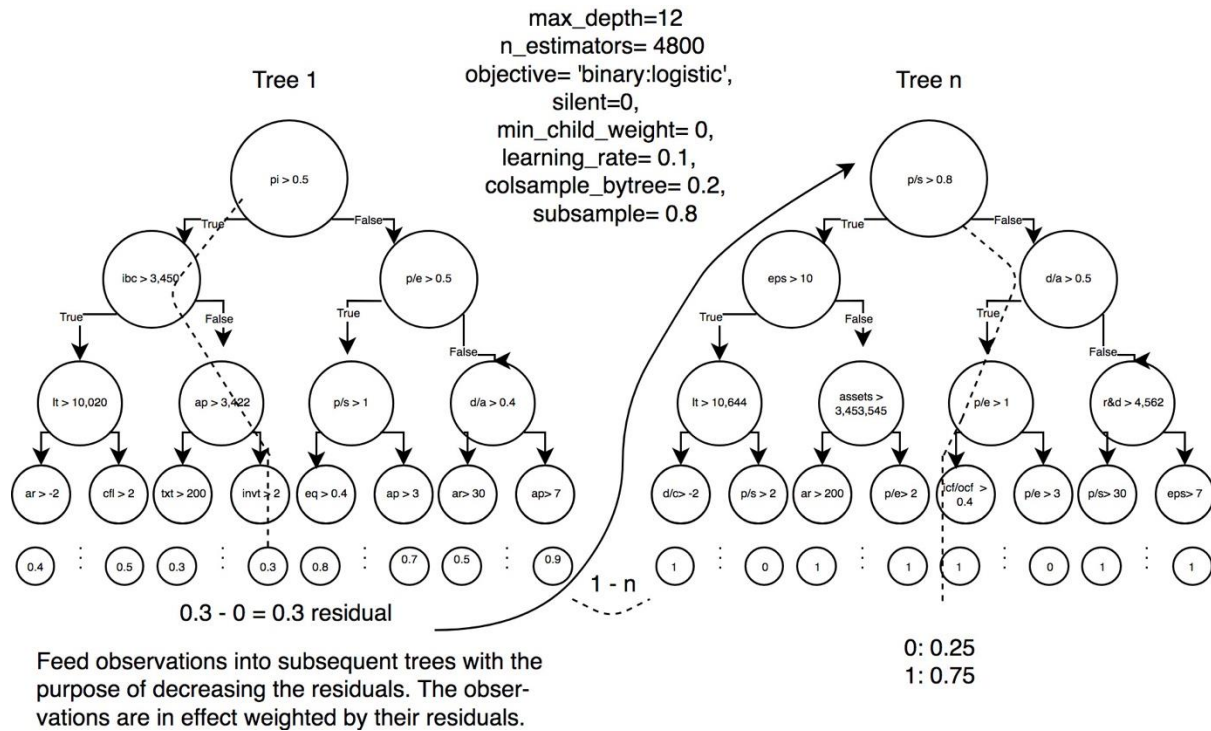 max_depth=12
n_estimators= 4800
objective= 'binary:logistic',
silent=0,
min_child_weight= 0,
learning_rate= 0.1,
colsample_bytree= 0.2,
subsample= 0.8
Tree 1
pi > 0.5
True
False
ibc > 3,450
p/e > 0.5
True
False
True
False
lt > 10,020
ap > 3,422
p/s > 1
d/a > 0.4
ar > -2
cfl > 2
txt > 200
invt > 2
eq > 0.4
ap > 3
ar> 30
ap> 7
0.4
:
0.5
0.3
:
0.3
0.8
:
0.7
0.5
:
0.9
0.3 - 0 = 0.3 residual
Feed observations into subsequent trees with the
purpose of decreasing the residuals. The obser-
vations are in effect weighted by their residuals.
1 - n
Tree n
p/s > 0.8
True
False
eps > 10
d/a > 0.5
True
False
True
False
lt > 10,644
assets >
3,453,545
p/e > 1
r&d > 4,562
d/c> -2
p/s > 2
ar > 200
p/e> 2
icf/ocf >
0.4
p/e > 3
p/s> 30
eps> 7
1
:
0
1
:
1
1
:
0
1
:
1
0: 0.25
1: 0.75